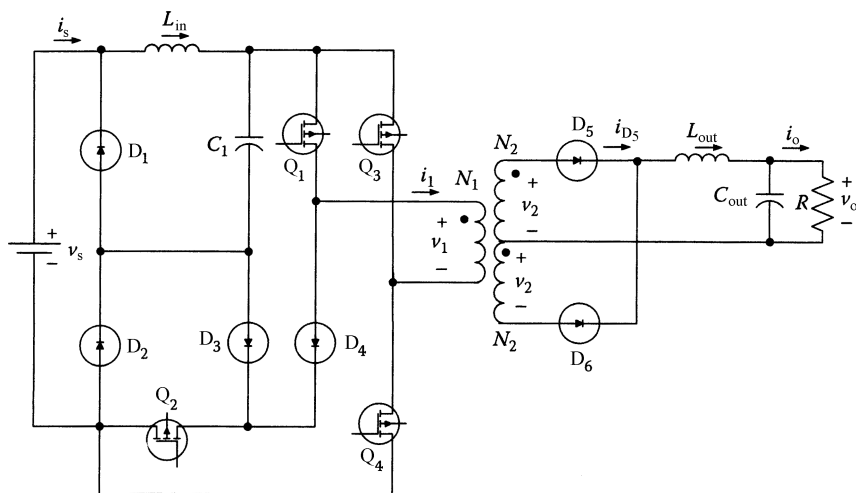 i_s
L_in
D_1
C_1
Q_1
Q_3
i_1
N_1
N_2
D_5
i_D5
L_out
i_o
+
v_2
−
C_out
R
+
v_o
−
+
v_s
−
+
v_1
−
+
v_2
−
D_2
D_3
D_4
N_2
D_6
Q_2
Q_4